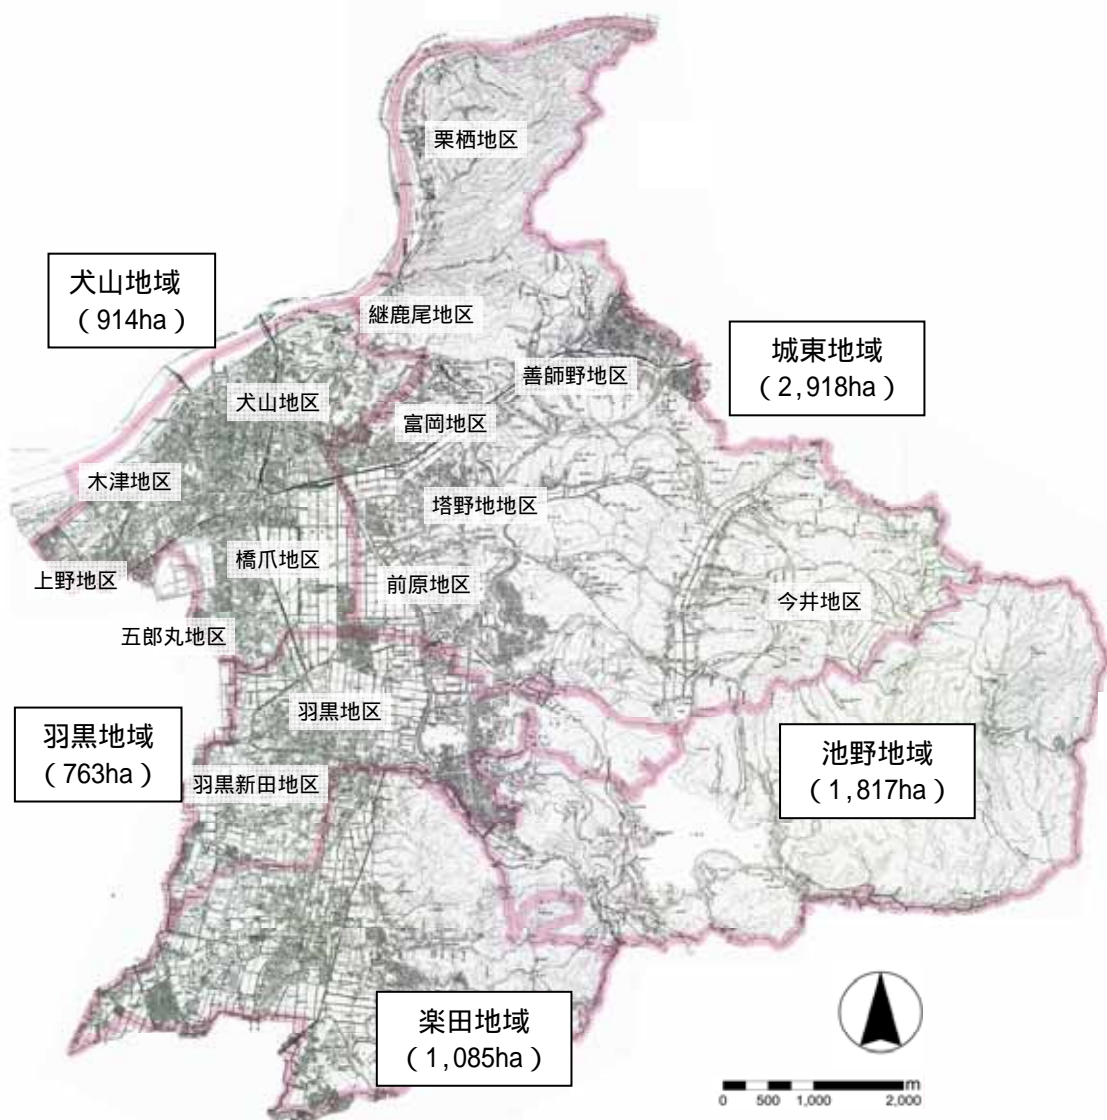 栗栖地区
犬山地域
（914ha）
継鹿尾地区
城東地域
（2,918ha）
善師野地区
犬山地区
富岡地区
木津地区
塔野地地区
橋爪地区
上野地区
前原地区
今井地区
五郎丸地区
羽黒地区
羽黒地域
（763ha）
池野地域
（1,817ha）
羽黒新田地区
楽田地域
（1,085ha）
m
0 500 1,000 2,000